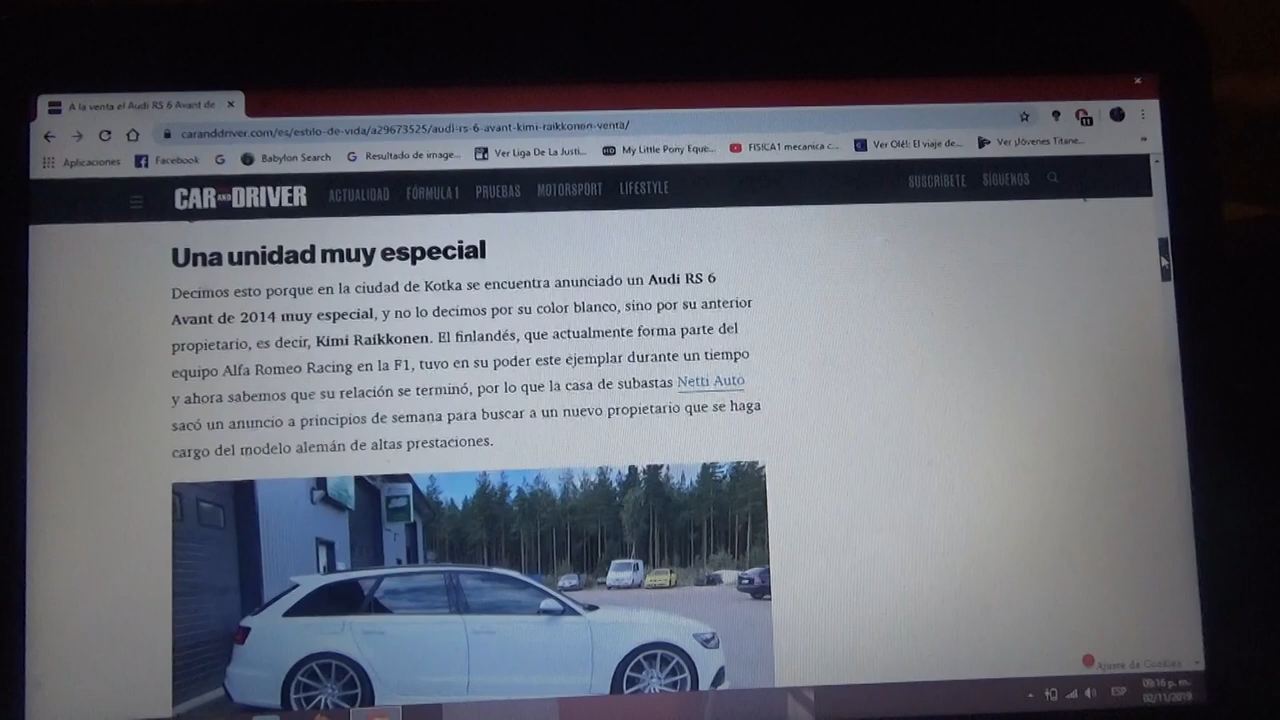 A la venta el Audi RS 6 Avant de
caranddriver.com/es/estilo-de-vida/a29673525/audi-rs-6-avant-kimi-raikkonen-venta/
Aplicaciones Facebook Babylon Search Resultado de image... Ver Liga De La Justi... My Little Pony Eque... FISICA1 mecanica c... Ver Olé!: El viaje de... Ver ¡Jóvenes Titane...
CAR AND DRIVER ACTUALIDAD FÓRMULA 1 PRUEBAS MOTORSPORT LIFESTYLE SUSCRÍBETE SÍGUENOS
Una unidad muy especial
Decimos esto porque en la ciudad de Kotka se encuentra anunciado un Audi RS 6
Avant de 2014 muy especial, y no lo decimos por su color blanco, sino por su anterior
propietario, es decir, Kimi Raikkonen. El finlandés, que actualmente forma parte del
equipo Alfa Romeo Racing en la F1, tuvo en su poder este ejemplar durante un tiempo
y ahora sabemos que su relación se terminó, por lo que la casa de subastas Netti Auto
sacó un anuncio a principios de semana para buscar a un nuevo propietario que se haga
cargo del modelo alemán de altas prestaciones.
Ajuste de Cookies
ESP
09:16 p. m.
02/11/2019